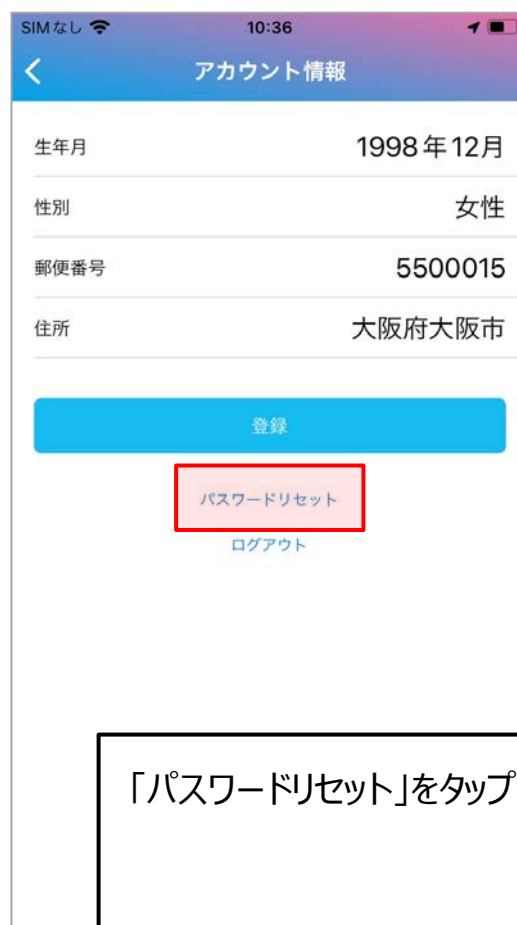 SIMなし 10:36
アカウント情報
生年月 1998年12月
性別 女性
郵便番号 5500015
住所 大阪府大阪市
登録
パスワードリセット
ログアウト
「パスワードリセット」をタップ